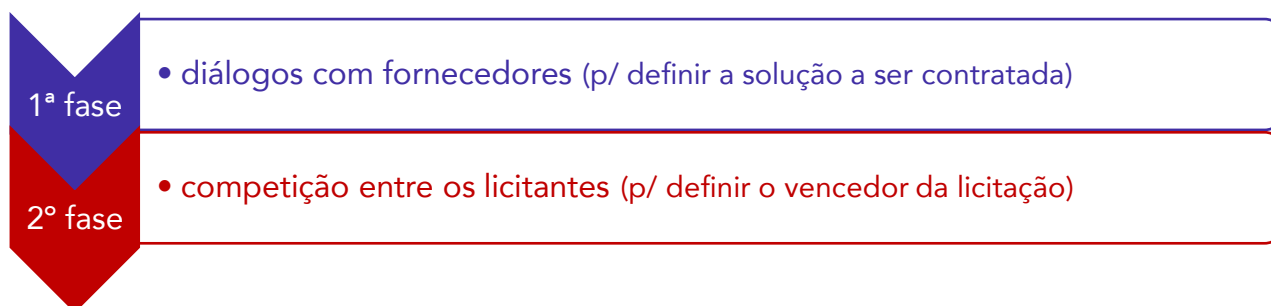 1ª fase
• diálogos com fornecedores (p/ definir a solução a ser contratada)
2º fase
• competição entre os licitantes (p/ definir o vencedor da licitação)